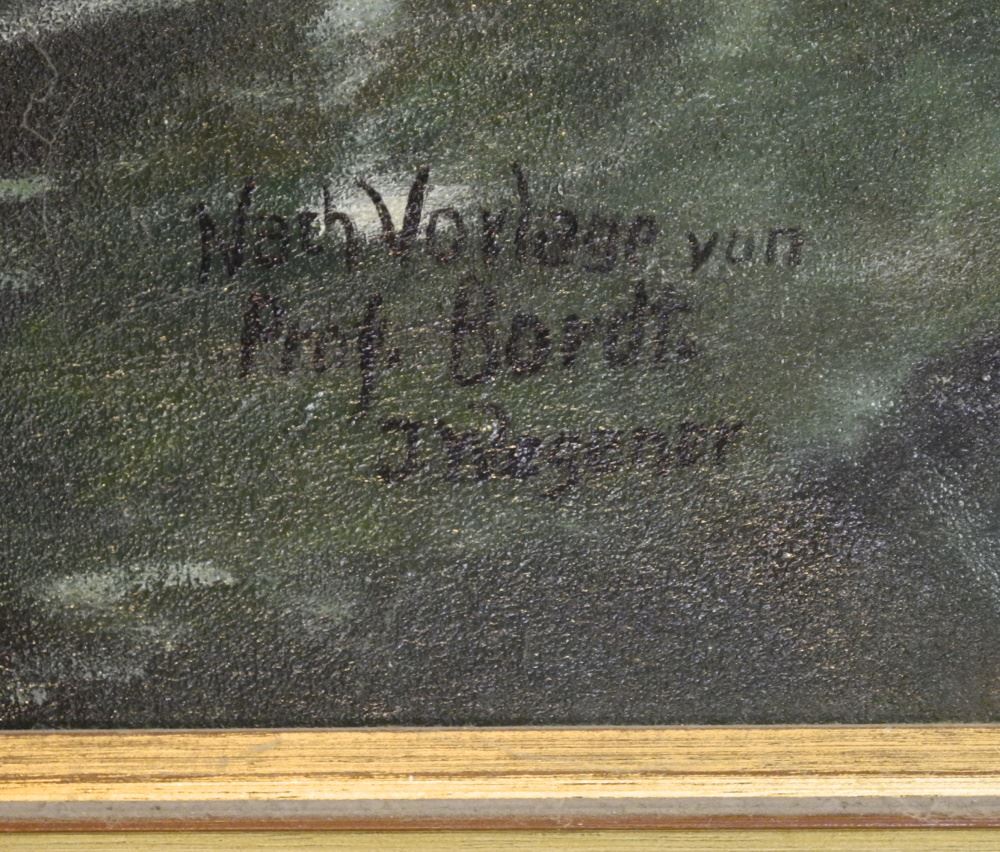 Nach Vorlage von
Prof. Bordt.
J Wagener